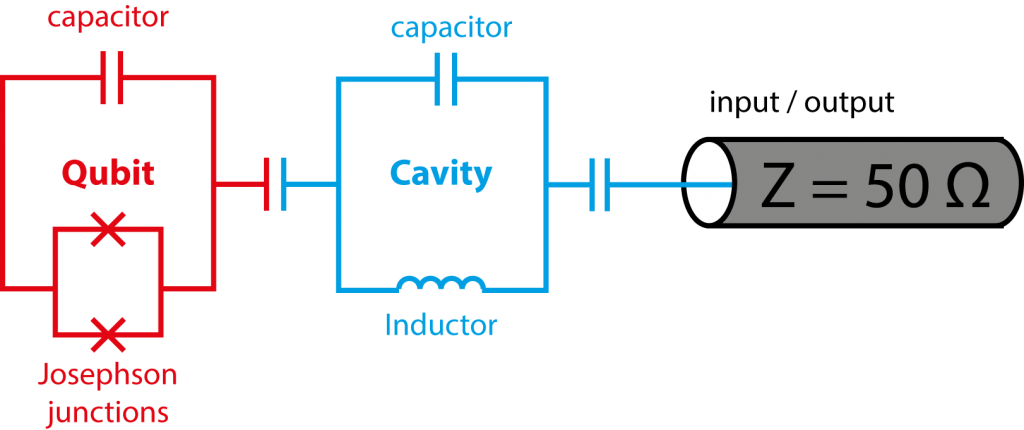 capacitor
Qubit
Josephson
junctions
capacitor
Cavity
Inductor
input / output
Z = 50 Ω